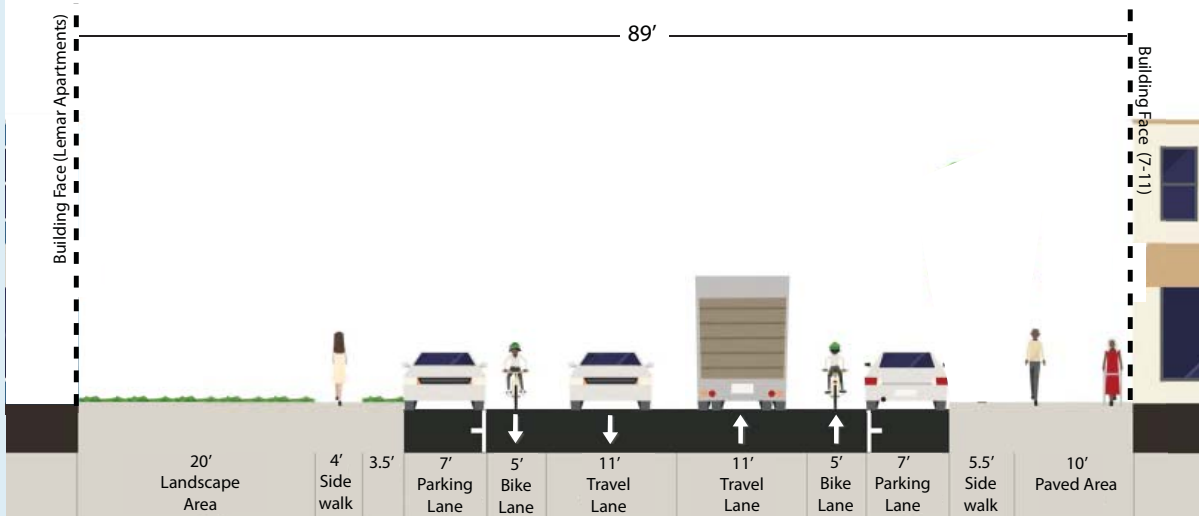 89’
Building Face (Lemar Apartments)
Building Face (7-11)
20’
Landscape
Area
4’
Side
walk
3.5’
7’
Parking
Lane
5’
Bike
Lane
11’
Travel
Lane
11’
Travel
Lane
5’
Bike
Lane
7’
Parking
Lane
5.5’
Side
walk
10’
Paved Area